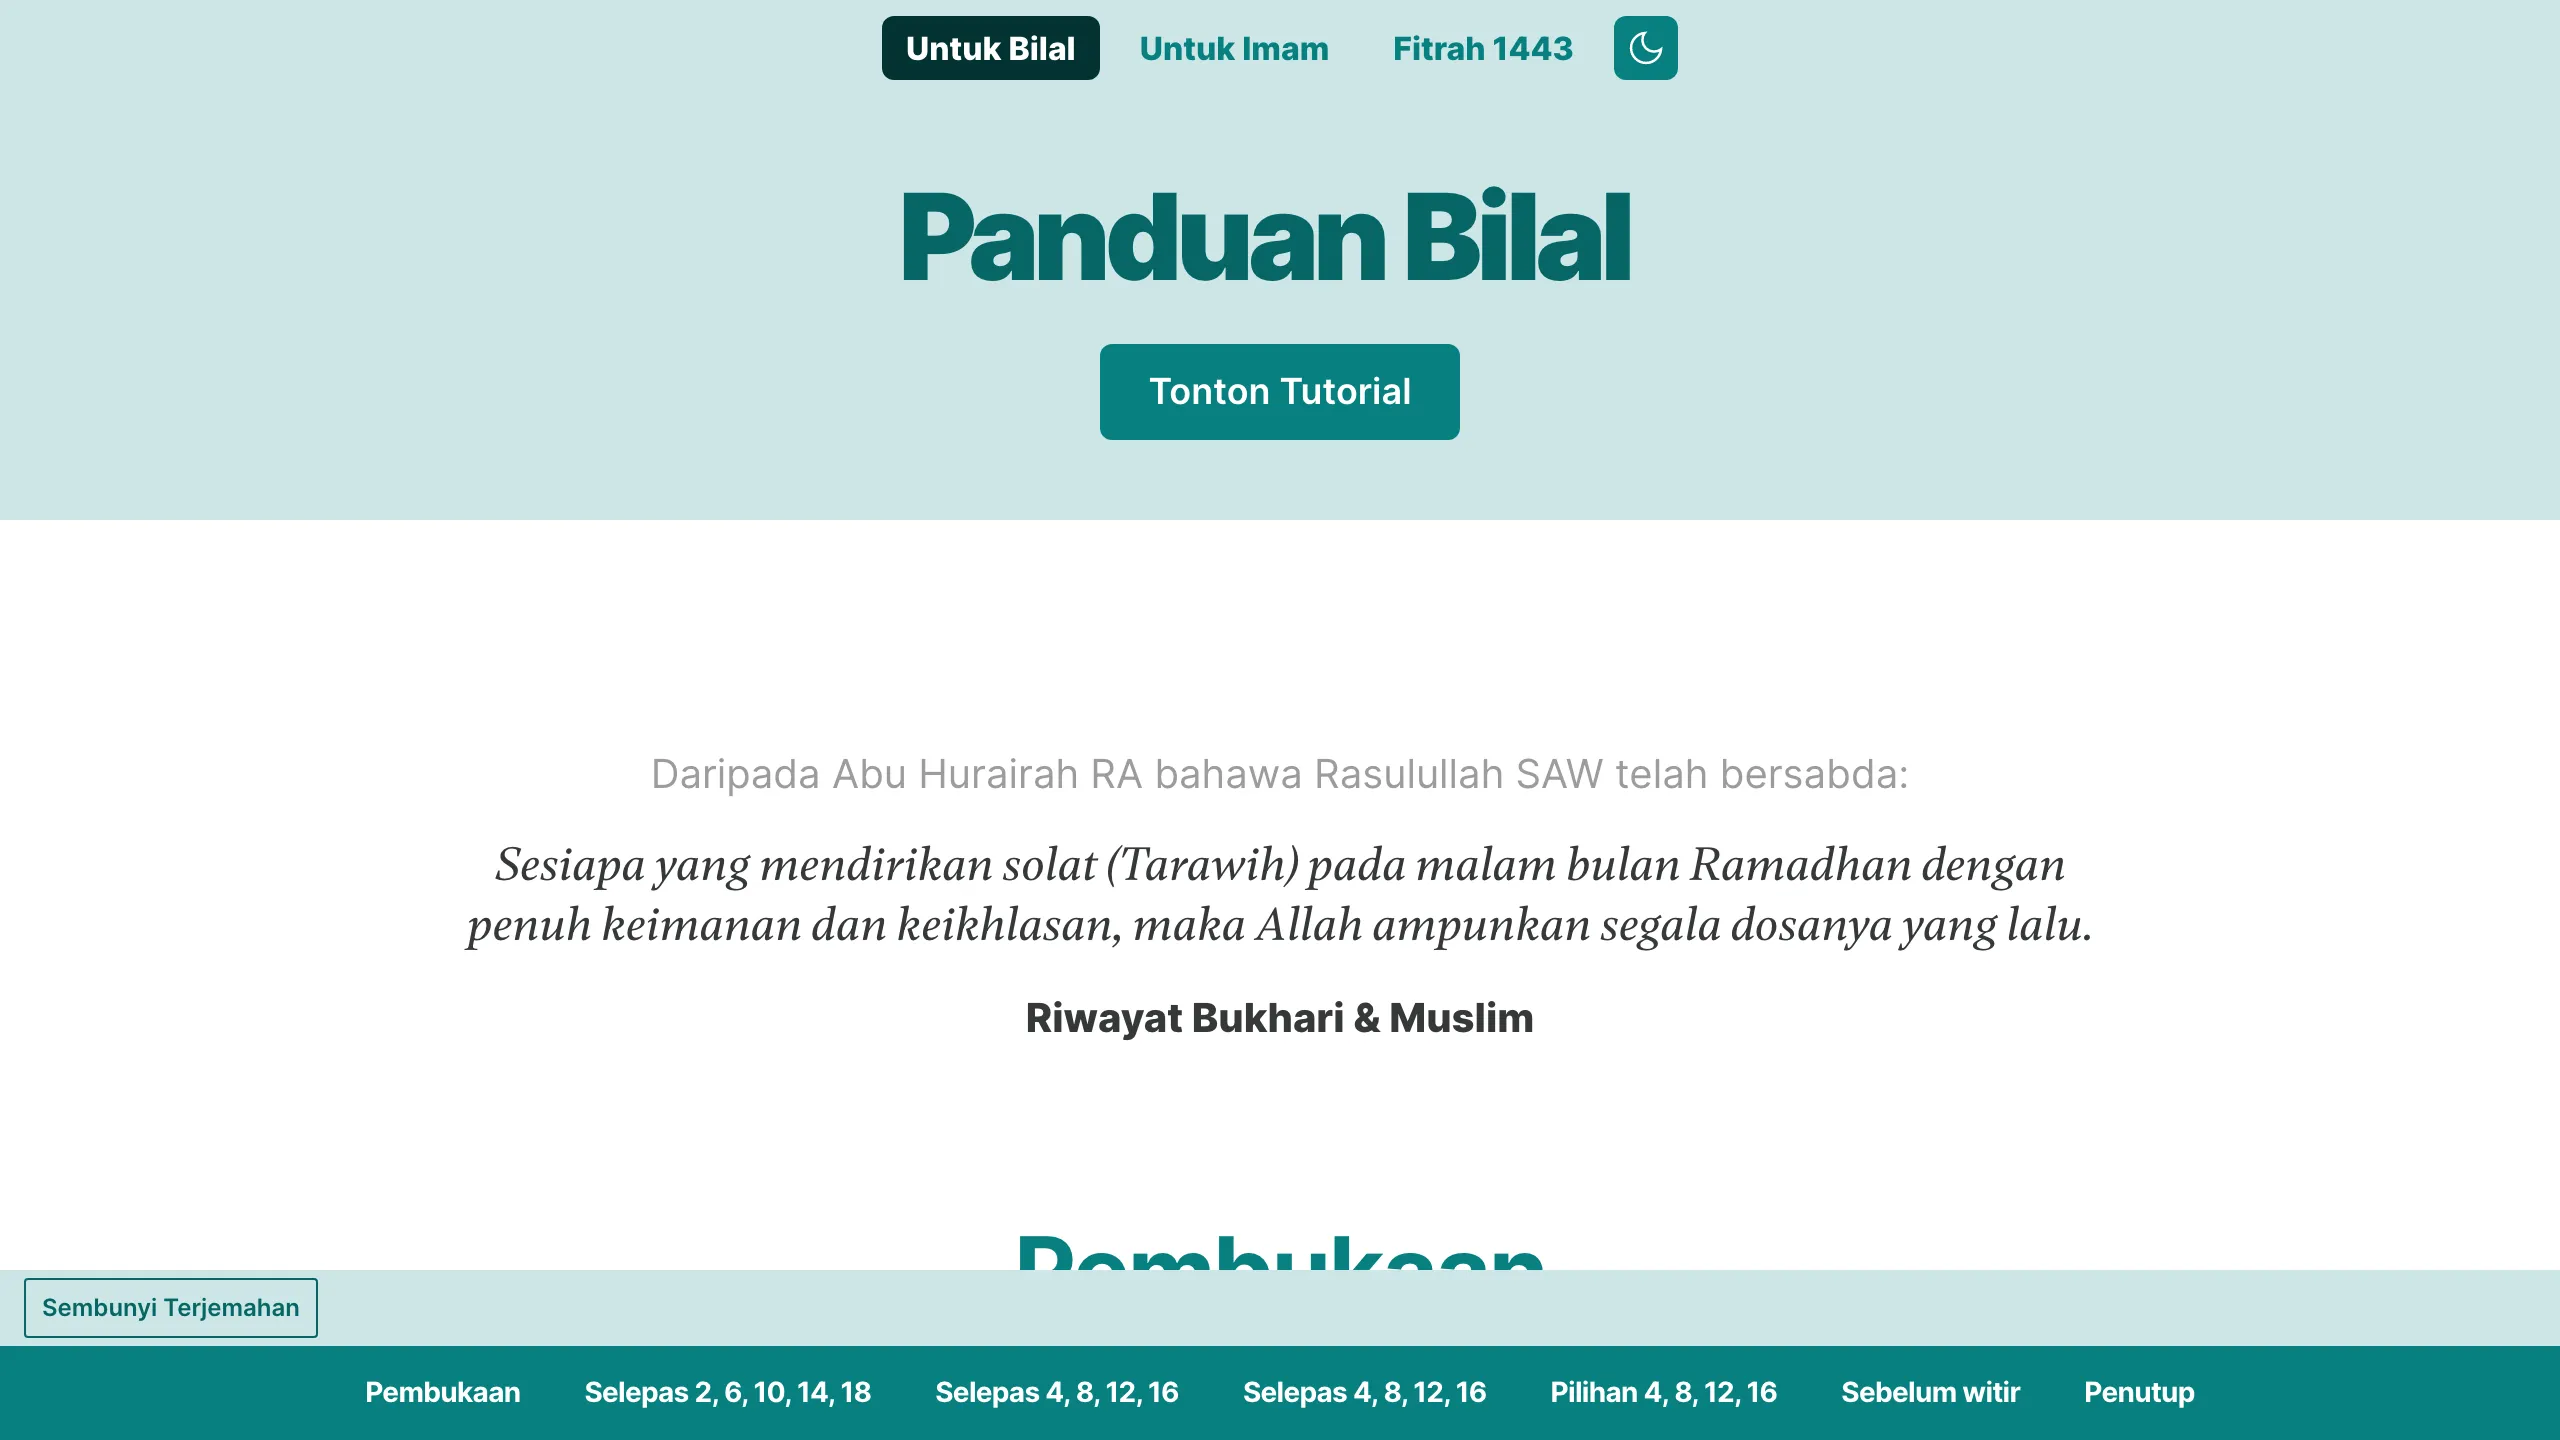 Untuk Bilal
Untuk Imam
Fitrah 1443
Panduan Bilal
Tonton Tutorial
Daripada Abu Hurairah RA bahawa Rasulullah SAW telah bersabda:
Sesiapa yang mendirikan solat (Tarawih) pada malam bulan Ramadhan dengan
penuh keimanan dan keikhlasan, maka Allah ampunkan segala dosanya yang lalu.
Riwayat Bukhari & Muslim
Pembukaan
Sembunyi Terjemahan
Pembukaan
Selepas 2, 6, 10, 14, 18
Selepas 4, 8, 12, 16
Selepas 4, 8, 12, 16
Pilihan 4, 8, 12, 16
Sebelum witir
Penutup